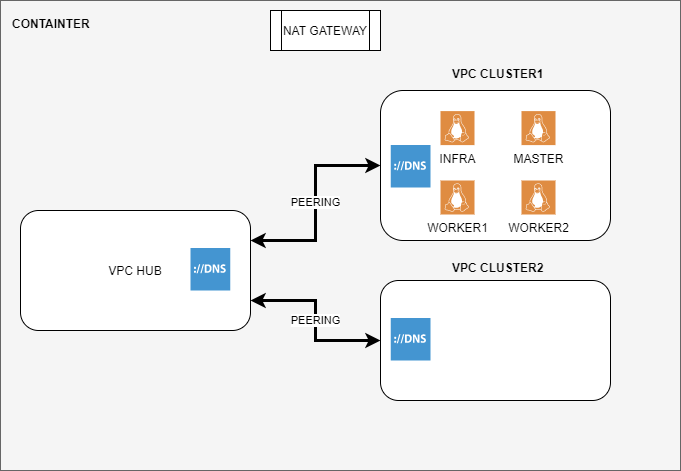 CONTAINTER
NAT GATEWAY
VPC CLUSTER1
://DNS
INFRA
MASTER
WORKER1
WORKER2
PEERING
VPC HUB
://DNS
VPC CLUSTER2
PEERING
://DNS